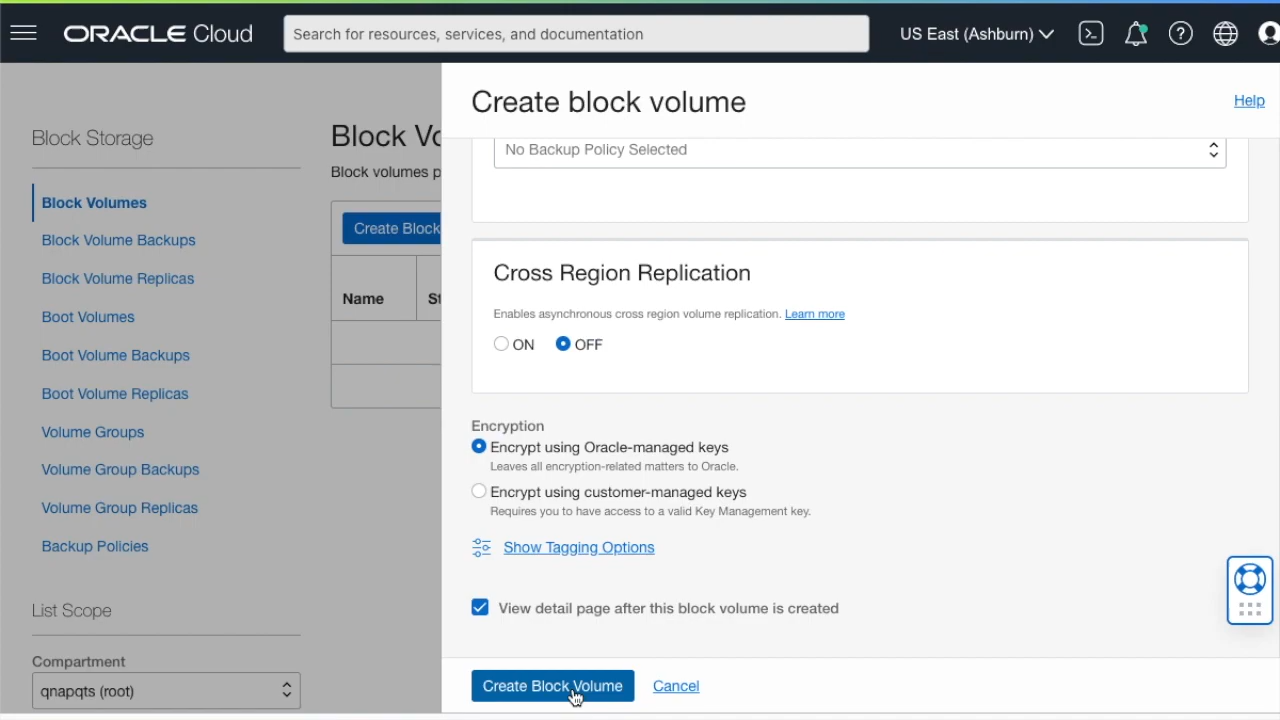 ORACLE Cloud
Search for resources, services, and documentation
US East (Ashburn)
Block Storage
Block Volumes
Block Volume Backups
Block Volume Replicas
Boot Volumes
Boot Volume Backups
Boot Volume Replicas
Volume Groups
Volume Group Backups
Volume Group Replicas
Backup Policies
List Scope
Compartment
qnapqts (root)
Block Vo
Block volumes p
Create Block
Name
St
Create block volume
Help
No Backup Policy Selected
Cross Region Replication
Enables asynchronous cross region volume replication. Learn more
ON OFF
Encryption
Encrypt using Oracle-managed keys
Leaves all encryption-related matters to Oracle.
Encrypt using customer-managed keys
Requires you to have access to a valid Key Management key.
Show Tagging Options
View detail page after this block volume is created
Create Block Volume
Cancel